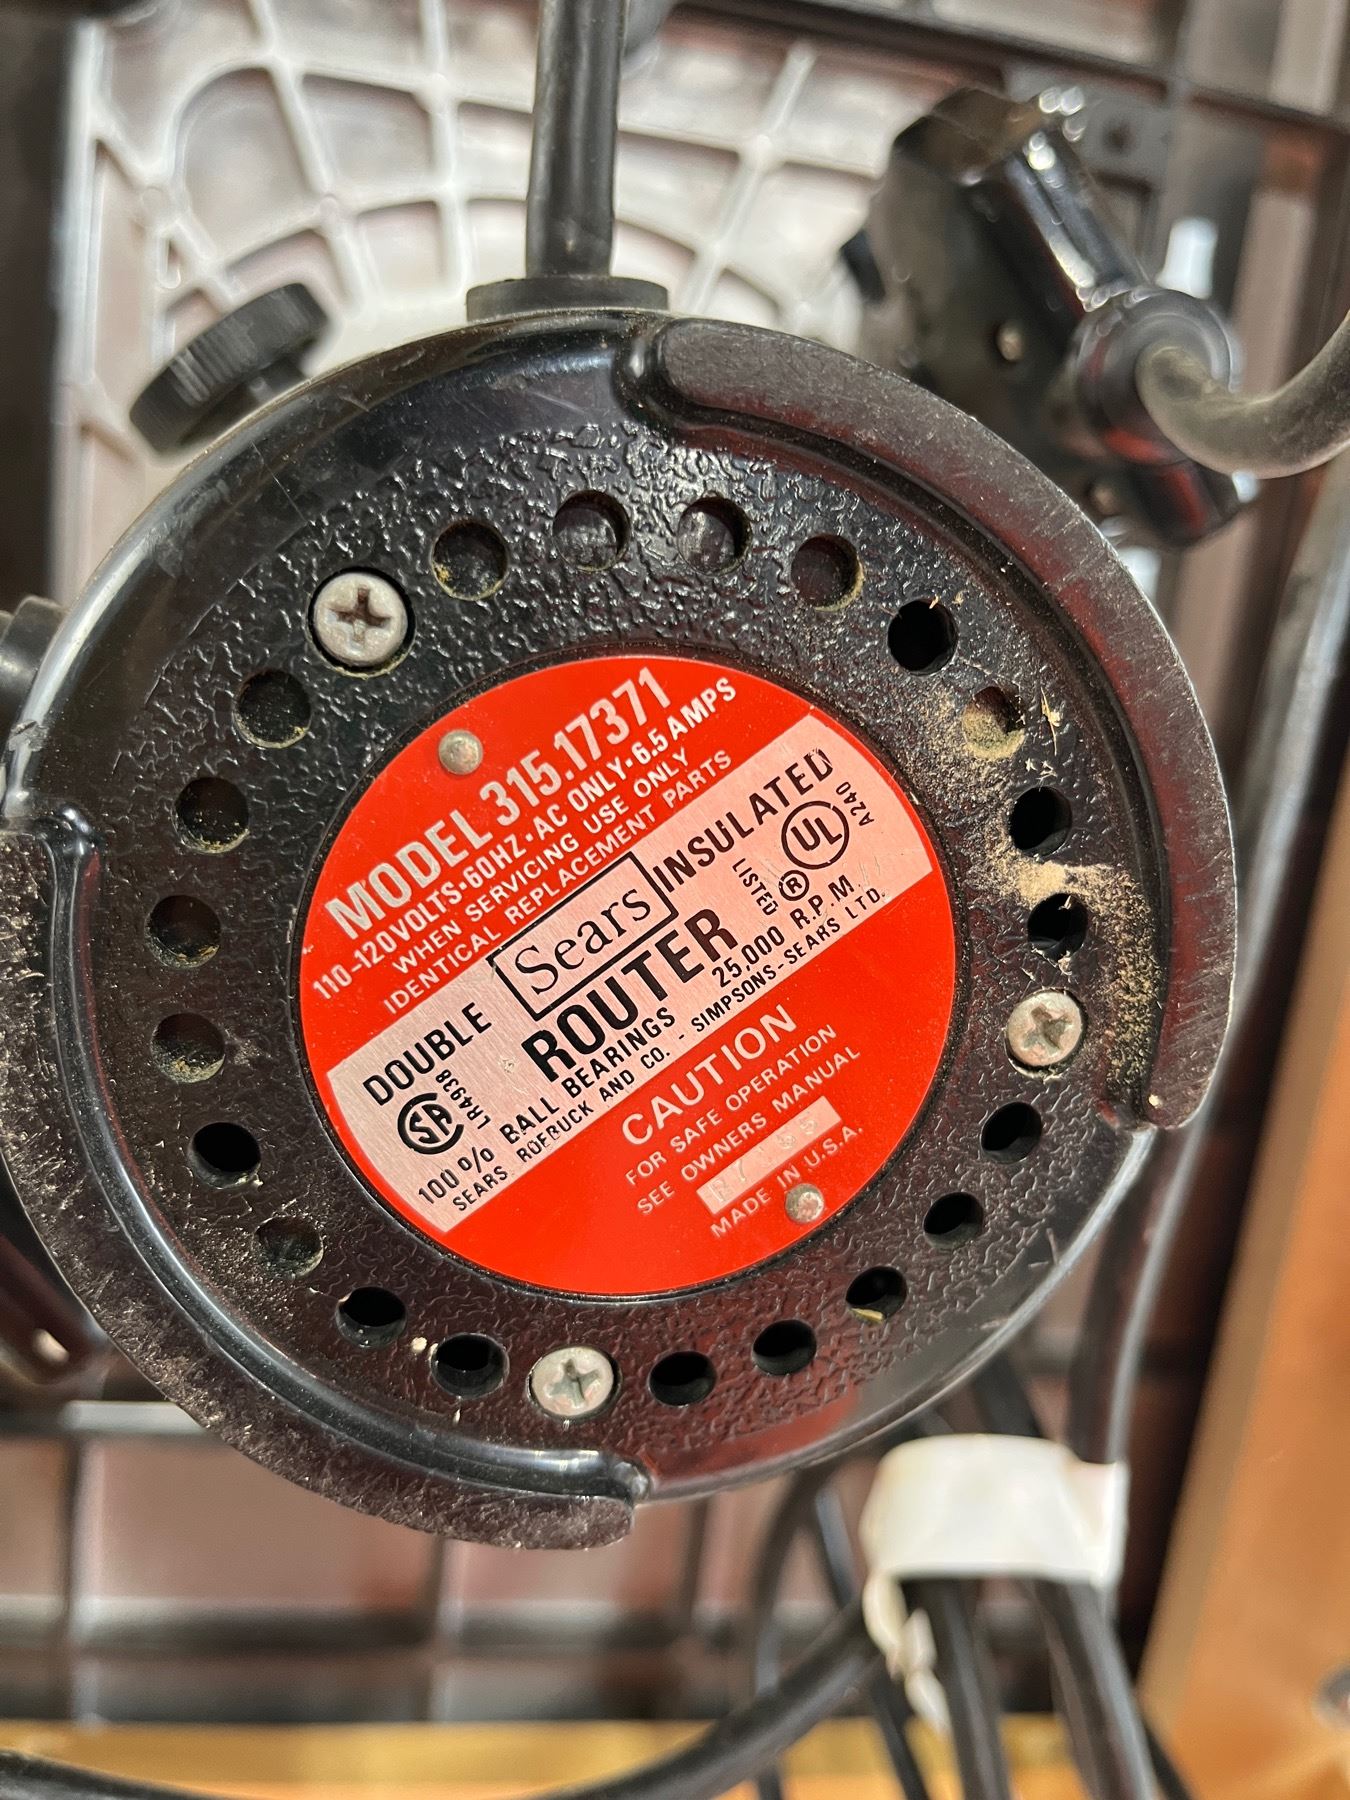 MODEL 315.17371
110-120VOLTS·60HZ·AC ONLY·6.5 AMPS
WHEN SERVICING USE ONLY
IDENTICAL REPLACEMENT PARTS
DOUBLE Sears INSULATED
ROUTER
SA LR4938
LISTED UL ® A240
100% BALL BEARINGS 25,000 R.P.M.
SEARS. ROEBUCK AND CO. - SIMPSONS-SEARS LTD.
CAUTION
FOR SAFE OPERATION
SEE OWNERS MANUAL
MADE IN U.S.A.